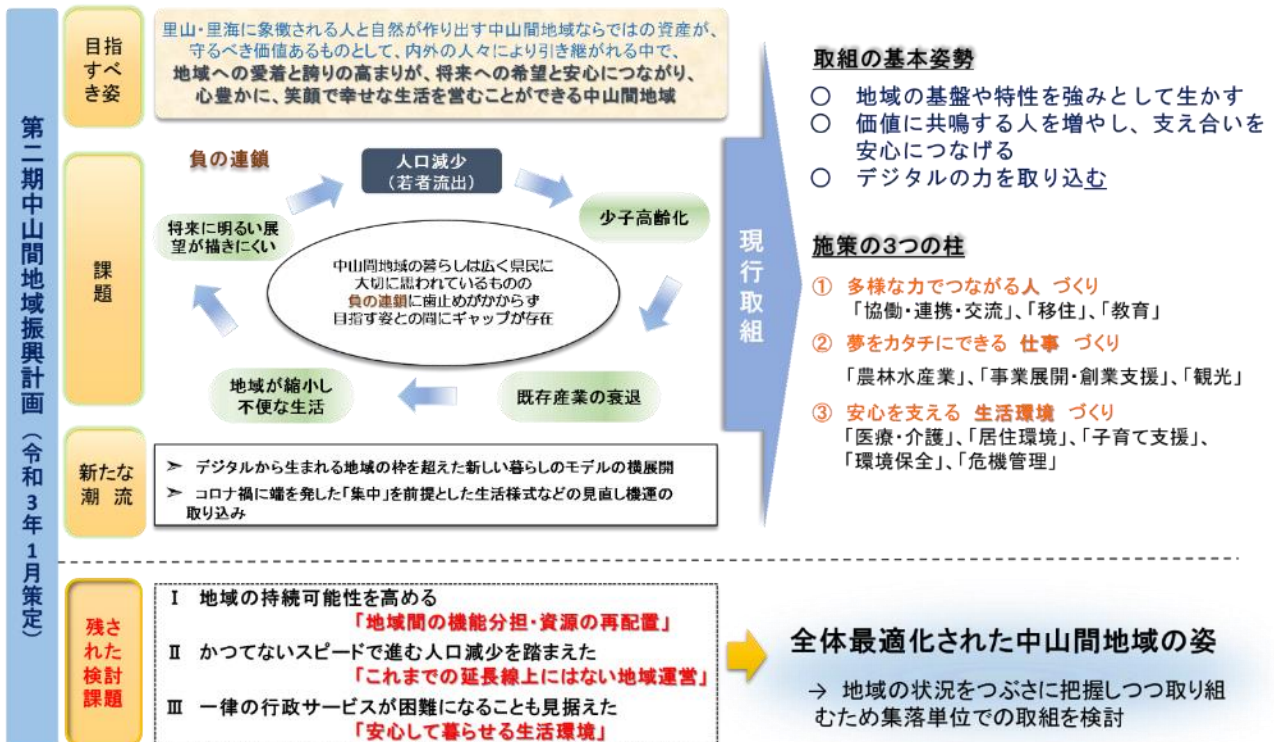 第二期中山間地域振興計画（令和3年1月策定）
目指
すべ
き姿
里山・里海に象徴される人と自然が作り出す中山間地域ならではの資産が、
守るべき価値あるものとして、内外の人々により引き継がれる中で、
地域への愛着と誇りの高まりが、将来への希望と安心につながり、
心豊かに、笑顔で幸せな生活を営むことができる中山間地域
課
題
負の連鎖
人口減少
（若者流出）
少子高齢化
既存産業の衰退
地域が縮小し
不便な生活
将来に明るい展
望が描きにくい
中山間地域の暮らしは広く県民に
大切に思われているものの
負の連鎖に歯止めがかからず
目指す姿との間にギャップが存在
新たな
潮 流
➢ デジタルから生まれる地域の枠を超えた新しい暮らしのモデルの横展開
➢ コロナ禍に端を発した「集中」を前提とした生活様式などの見直し機運の
取り込み
現行取組
取組の基本姿勢
○ 地域の基盤や特性を強みとして生かす
○ 価値に共鳴する人を増やし、支え合いを
安心につなげる
○ デジタルの力を取り込む
施策の3つの柱
① 多様な力でつながる人 づくり
「協働・連携・交流」、「移住」、「教育」
② 夢をカタチにできる 仕事 づくり
「農林水産業」、「事業展開・創業支援」、「観光」
③ 安心を支える 生活環境 づくり
「医療・介護」、「居住環境」、「子育て支援」、
「環境保全」、「危機管理」
残さ
れた
検討
課題
Ⅰ 地域の持続可能性を高める
「地域間の機能分担・資源の再配置」
Ⅱ かつてないスピードで進む人口減少を踏まえた
「これまでの延長線上にはない地域運営」
Ⅲ 一律の行政サービスが困難になることも見据えた
「安心して暮らせる生活環境」
全体最適化された中山間地域の姿
→ 地域の状況をつぶさに把握しつつ取り組
むため集落単位での取組を検討